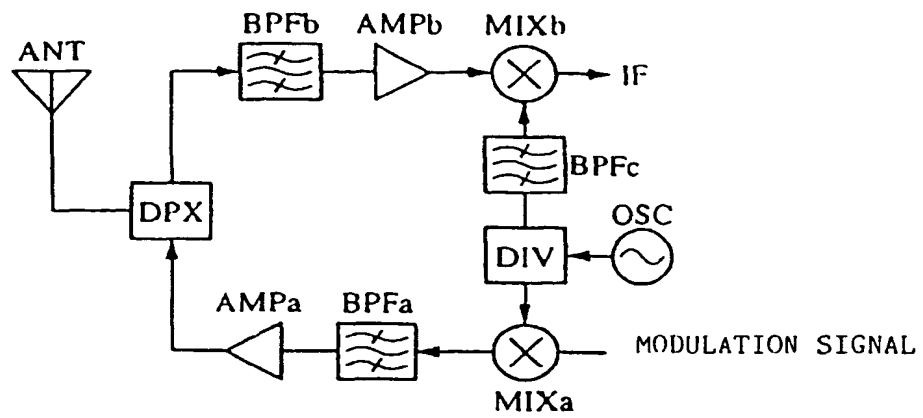 BPFb
AMPb
MIXb
ANT
IF
BPFc
DPX
OSC
DIV
AMPa
BPFa
MODULATION SIGNAL
MIXa